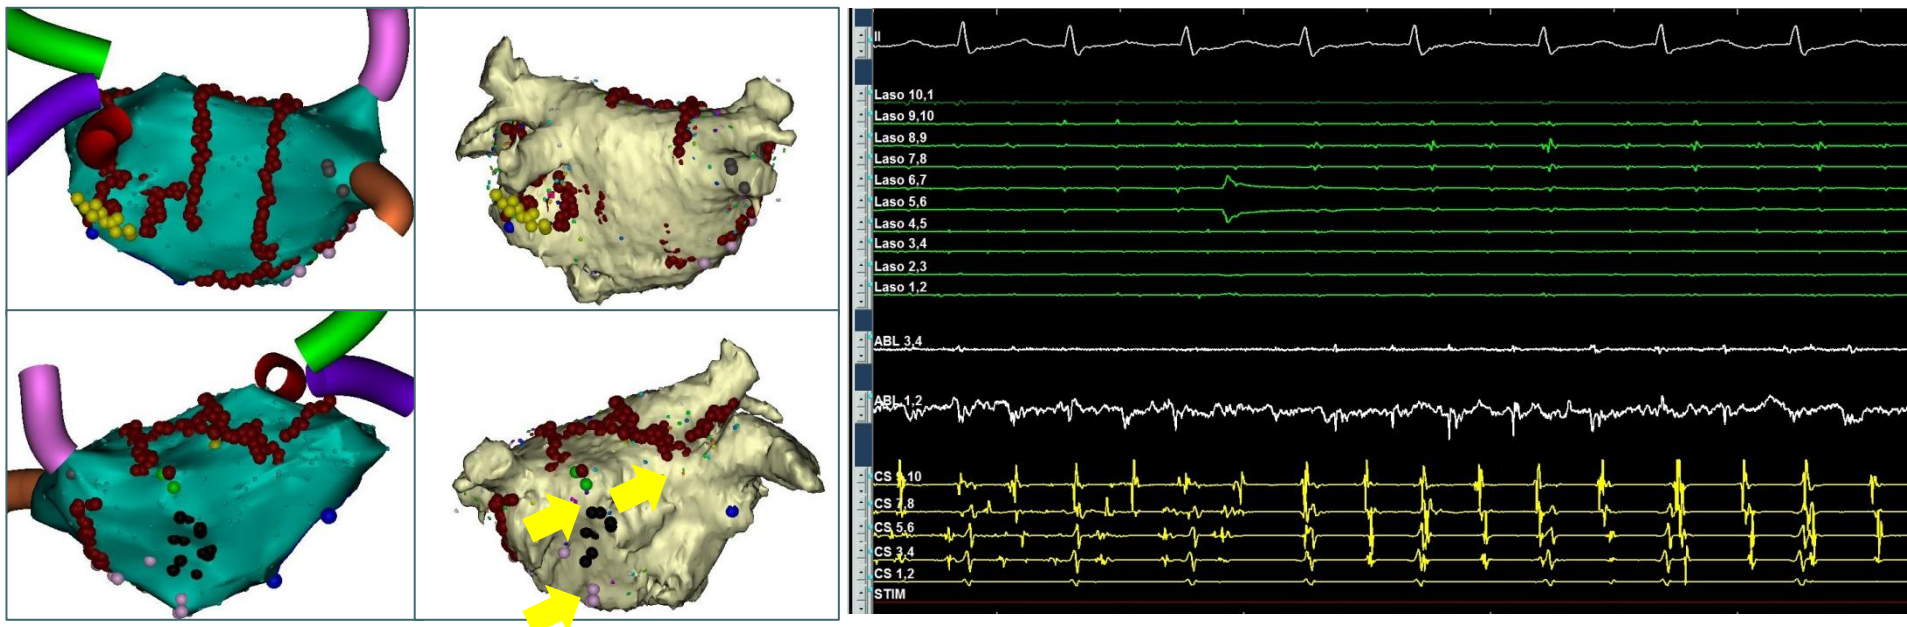 II
Laso 10,1
Laso 9,10
Laso 8,9
Laso 7,8
Laso 6,7
Laso 5,6
Laso 4,5
Laso 3,4
Laso 2,3
Laso 1,2
ABL 3,4
ABL 1,2
CS 9,10
CS 7,8
CS 5,6
CS 3,4
CS 1,2
STIM